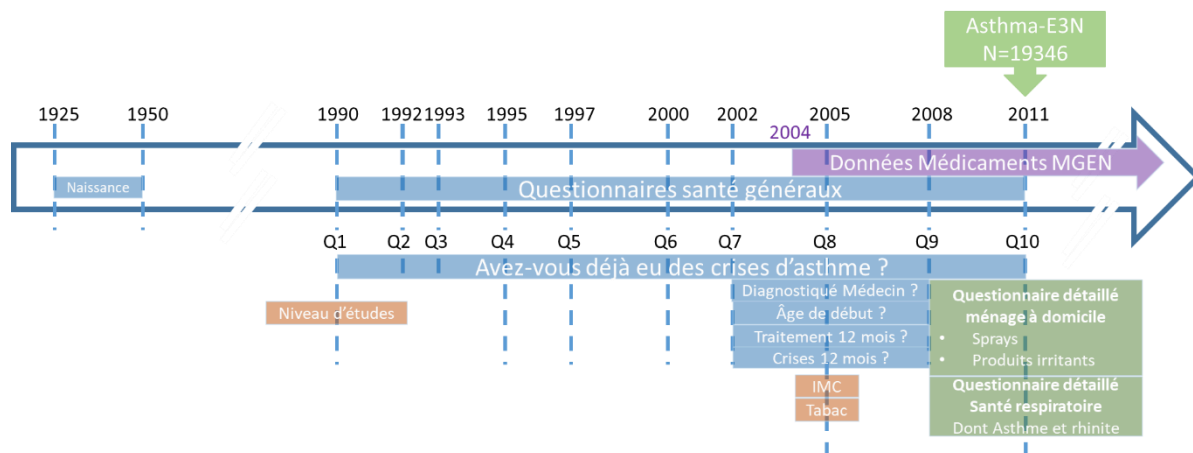 Asthma-E3N
N=19346
1925 1950 1990 1992 1993 1995 1997 2000 2002 2005 2008 2011
2004
Données Médicaments MGEN
Naissance
Questionnaires santé généraux
Q1 Q2 Q3 Q4 Q5 Q6 Q7 Q8 Q9 Q10
Avez-vous déjà eu des crises d'asthme ?
Diagnostiqué Médecin ?
Âge de début ?
Traitement 12 mois ?
Crises 12 mois ?
Niveau d'études
IMC
Tabac
Questionnaire détaillé
ménage à domicile
• Sprays
• Produits irritants
Questionnaire détaillé
Santé respiratoire
Dont Asthme et rhinite